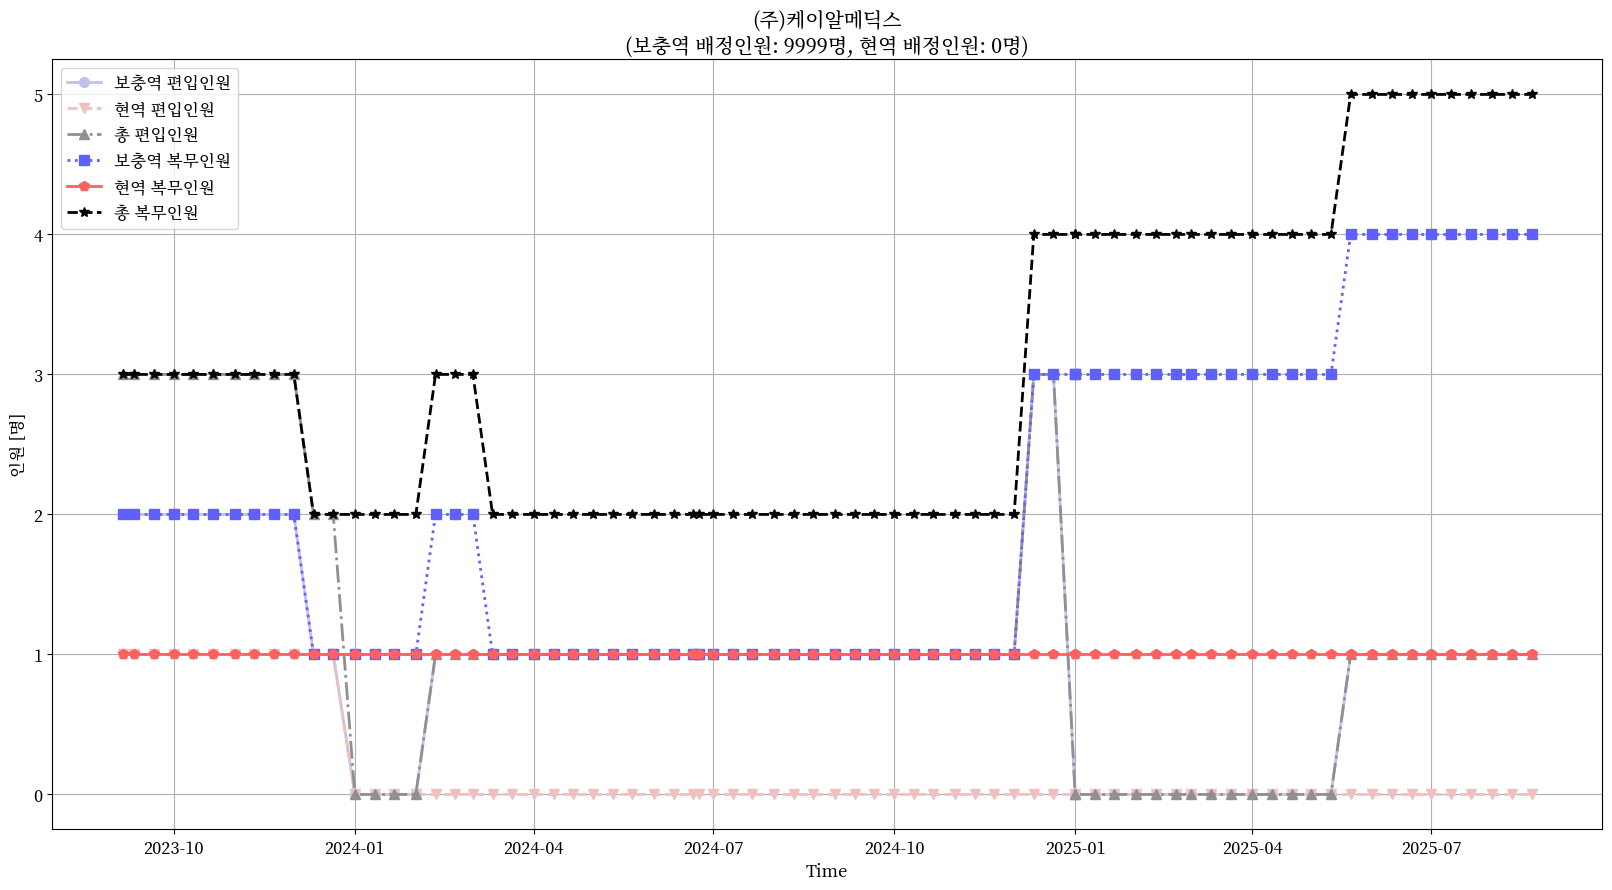 (주)케이알메딕스
(보충역 배정인원: 9999명, 현역 배정인원: 0명)
보충역 편입인원
현역 편입인원
총 편입인원
보충역 복무인원
현역 복무인원
총 복무인원
5
4
3
2
1
0
인원 [명]
2023-10
2024-01
2024-04
2024-07
2024-10
2025-01
2025-04
2025-07
Time